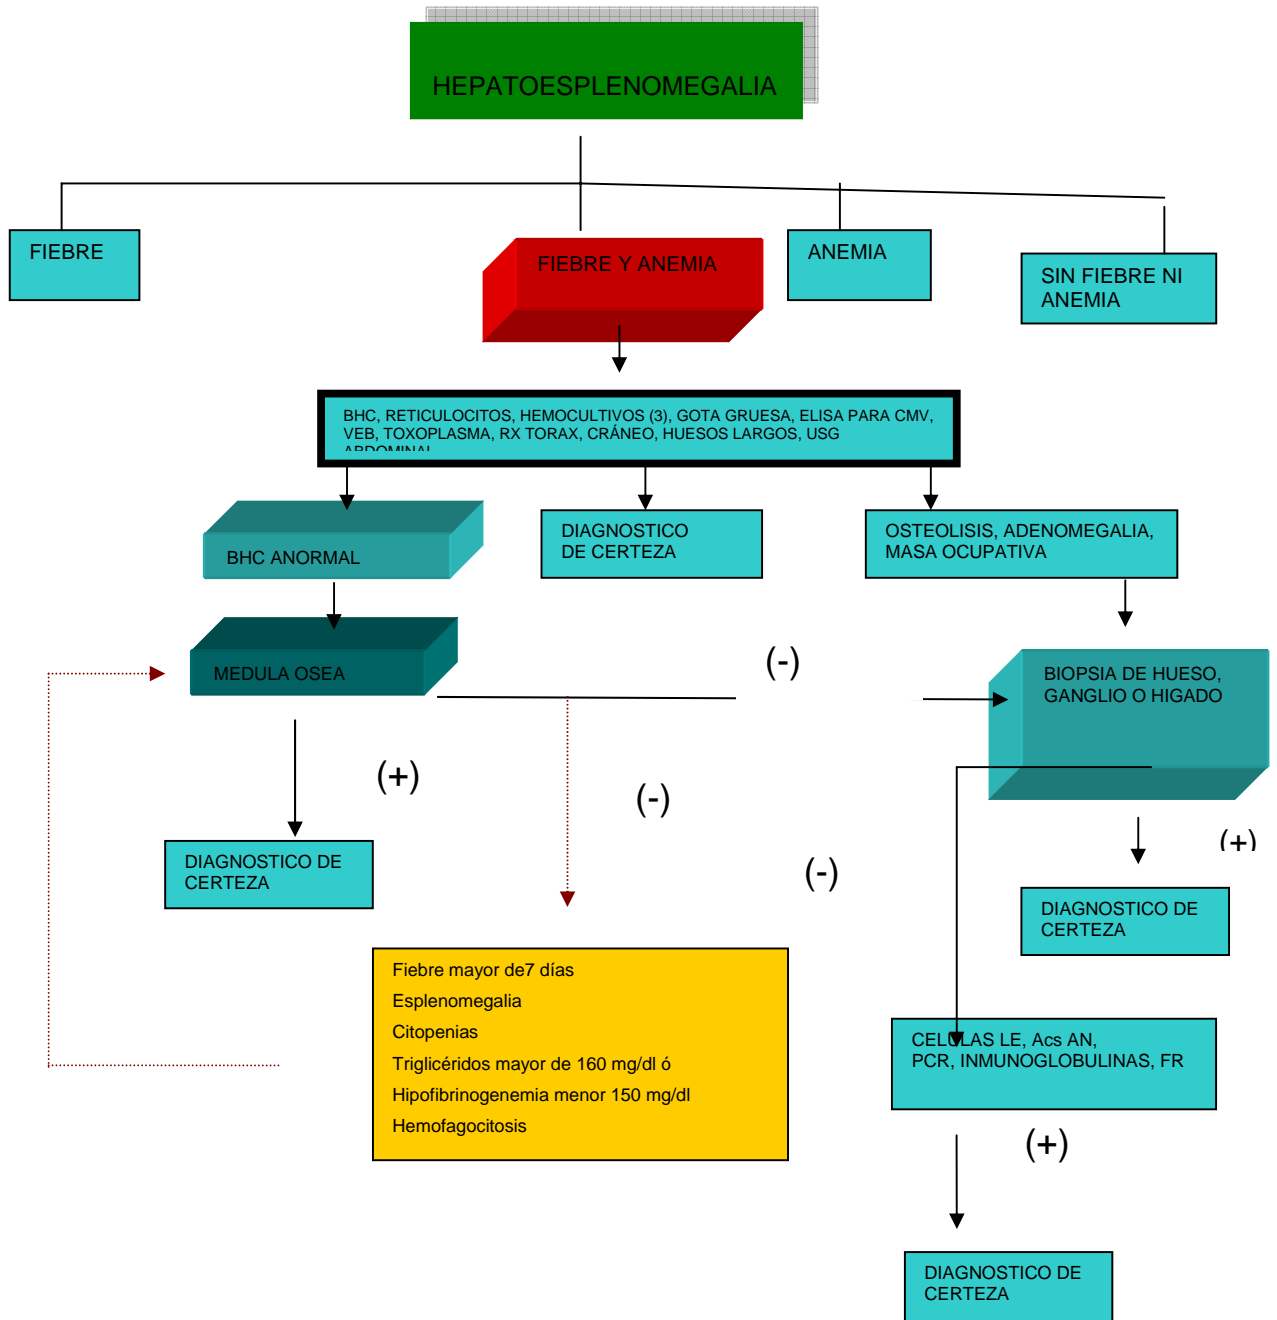 HEPATOESPLENOMEGALIA
FIEBRE
FIEBRE Y ANEMIA
ANEMIA
SIN FIEBRE NI
ANEMIA
BHC, RETICULOCITOS, HEMOCULTIVOS (3), GOTA GRUESA, ELISA PARA CMV,
VEB, TOXOPLASMA, RX TORAX, CRÁNEO, HUESOS LARGOS, USG
ABDOMINAL
BHC ANORMAL
DIAGNOSTICO
DE CERTEZA
OSTEOLISIS, ADENOMEGALIA,
MASA OCUPATIVA
MEDULA OSEA
(-)
BIOPSIA DE HUESO,
GANGLIO O HIGADO
(+)
(-)
(+)
(-)
DIAGNOSTICO DE
CERTEZA
DIAGNOSTICO DE
CERTEZA
Fiebre mayor de7 días
Esplenomegalia
Citopenias
Triglicéridos mayor de 160 mg/dl ó
Hipofibrinogenemia menor 150 mg/dl
Hemofagocitosis
CELULAS LE, Acs AN,
PCR, INMUNOGLOBULINAS, FR
(+)
DIAGNOSTICO DE
CERTEZA